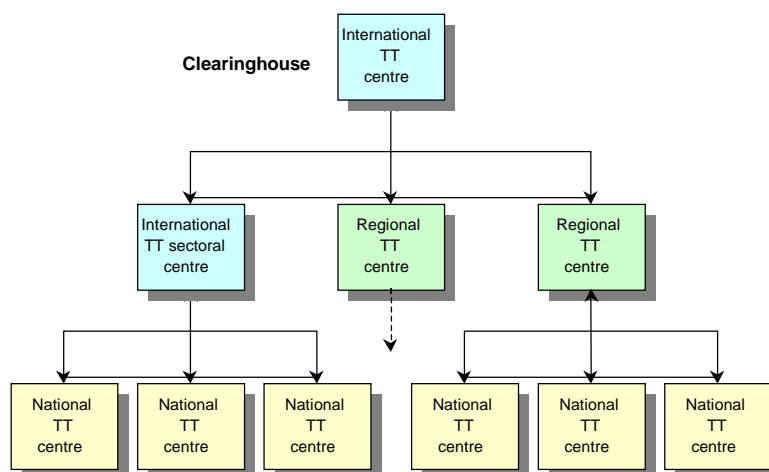 Clearinghouse
International
TT
centre
International
TT sectoral
centre
Regional
TT
centre
Regional
TT
centre
National
TT
centre
National
TT
centre
National
TT
centre
National
TT
centre
National
TT
centre
National
TT
centre